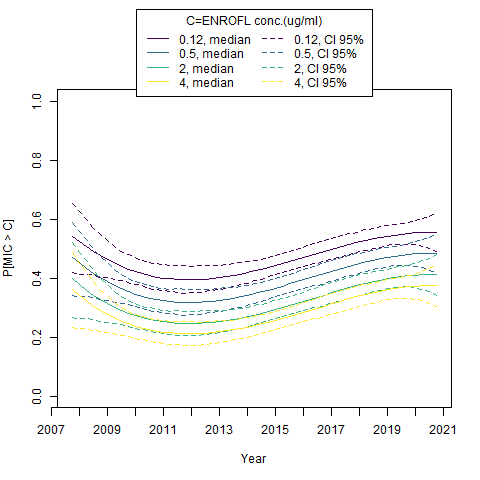 C=ENROFL conc.(ug/ml)
0.12, median 0.12, CI 95%
0.5, median 0.5, CI 95%
2, median 2, CI 95%
4, median 4, CI 95%
1.0
0.8
0.6
0.4
0.2
0.0
P[MIC > C]
2007 2009 2011 2013 2015 2017 2019 2021
Year